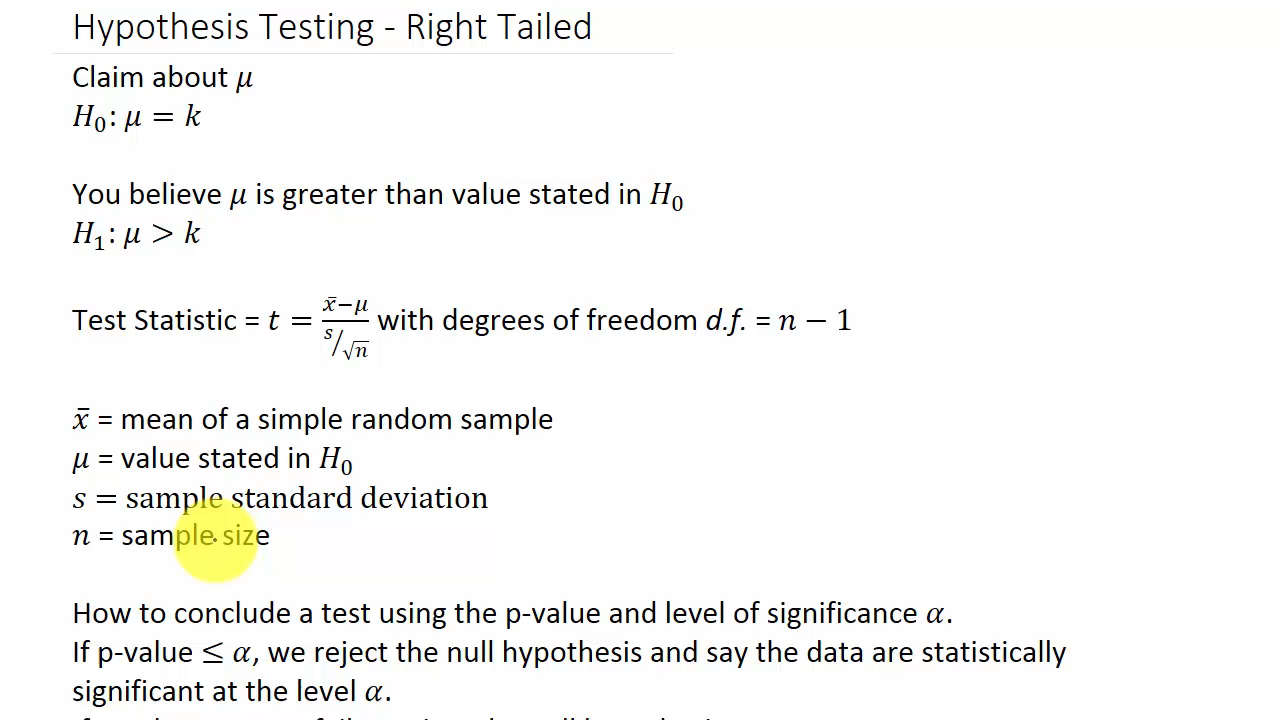 Hypothesis Testing - Right Tailed
Claim about μ
H₀: μ = k
You believe μ is greater than value stated in H₀
H₁: μ > k
Test Statistic = t = (x̄−μ)/(s/√n) with degrees of freedom d.f. = n − 1
x̄ = mean of a simple random sample
μ = value stated in H₀
s = sample standard deviation
n = sample size
How to conclude a test using the p-value and level of significance α.
If p-value ≤ α, we reject the null hypothesis and say the data are statistically
significant at the level α.